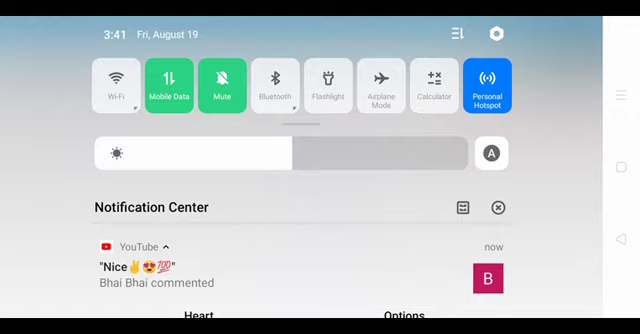 3:41 Fri, August 19
Wi-Fi Mobile Data Mute Bluetooth Flashlight Airplane Mode Calculator Personal Hotspot
A
Notification Center
YouTube now
"Nice✌😍💯"
Bhai Bhai commented
B
Heart Options